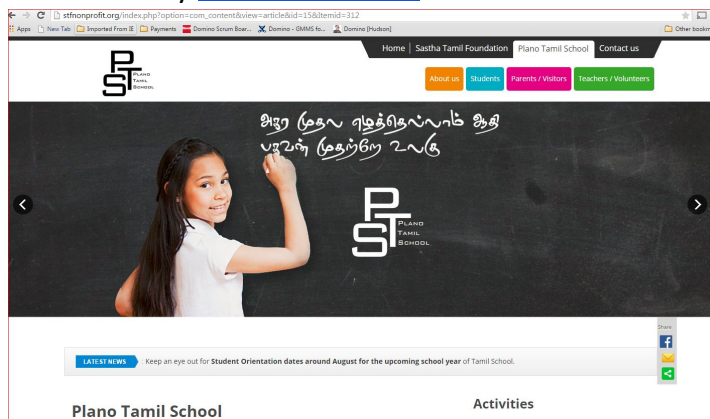 stfnonprofit.org/index.php?option=com_content&view=article&id=15&Itemid=312
Apps New Tab Imported From IE Payments Domino Scrum Boar... Domino - GMMS fo... Domino [Hudson] Other bookm
Home Sastha Tamil Foundation Plano Tamil School Contact us
PTS PLANO TAMIL SCHOOL
About us Students Parents / Visitors Teachers / Volunteers
அகர முதல எழுத்தெல்லாம் ஆதி
பகவன் முதற்றே உலகு
PTS PLANO TAMIL SCHOOL
Share
LATEST NEWS : Keep an eye out for Student Orientation dates around August for the upcoming school year of Tamil School.
Plano Tamil School
Activities